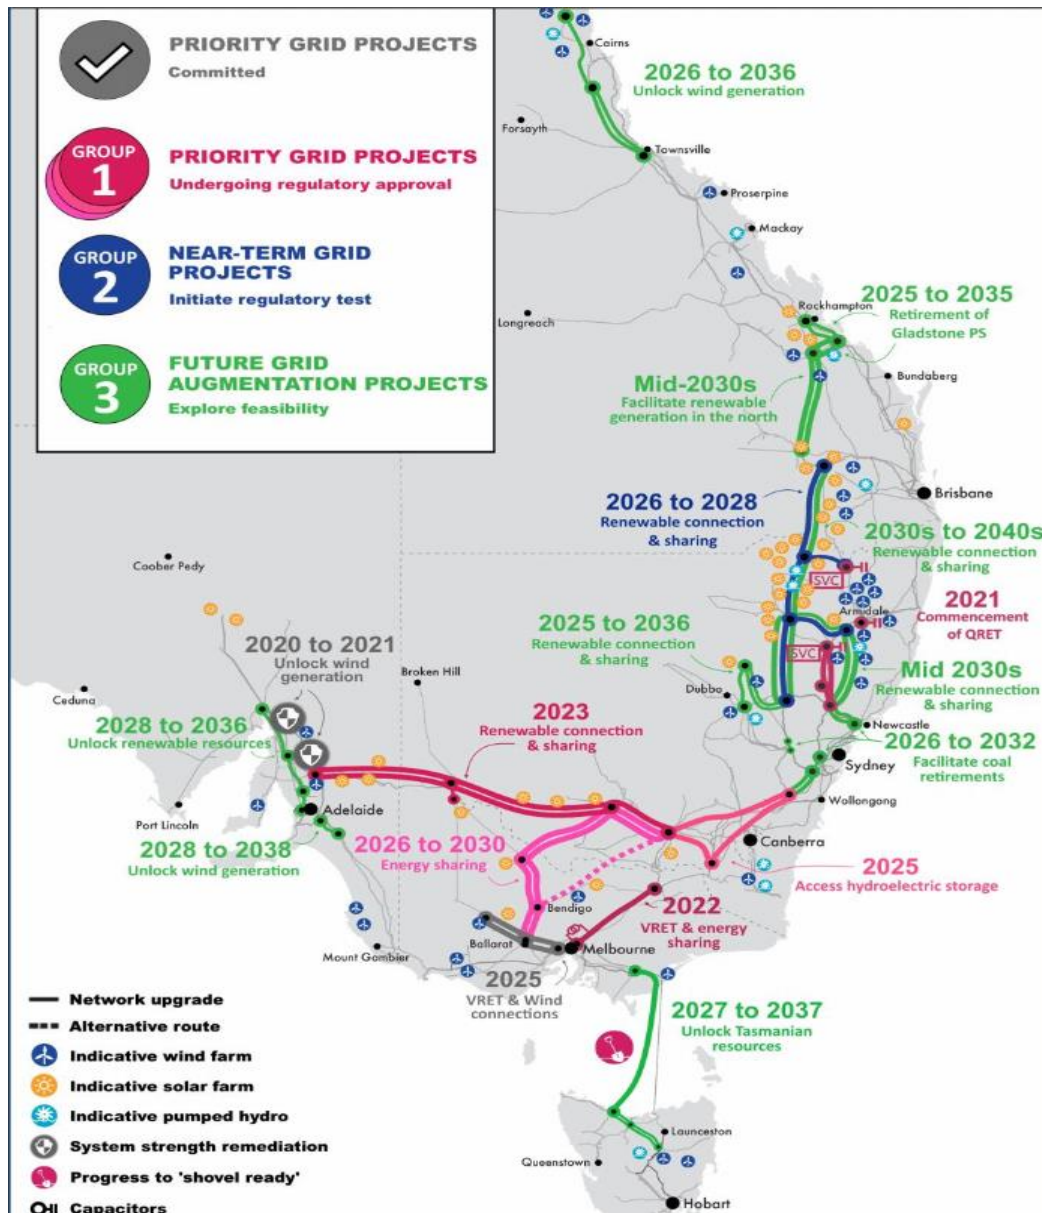 PRIORITY GRID PROJECTS
Committed
GROUP
1
PRIORITY GRID PROJECTS
Undergoing regulatory approval
GROUP
2
NEAR-TERM GRID
PROJECTS
Initiate regulatory test
GROUP
3
FUTURE GRID
AUGMENTATION PROJECTS
Explore feasibility
Cairns
2026 to 2036
Unlock wind generation
Forsayth
Townsville
Proserpine
Mackay
Longreach
Rockhampton
2025 to 2035
Retirement of
Gladstone PS
Mid-2030s
Facilitate renewable
generation in the north
Bundaberg
Brisbane
2026 to 2028
Renewable connection
& sharing
2030s to 2040s
Renewable connection
& sharing
Coober Pedy
SVC
Armidale
2021
Commencement
of QRET
2025 to 2036
Renewable connection
& sharing
SVC
2020 to 2021
Unlock wind
generation
Broken Hill
Dubbo
Mid 2030s
Renewable connection
& sharing
Ceduna
2028 to 2036
Unlock renewable resources
2023
Renewable connection
& sharing
Newcastle
2026 to 2032
Facilitate coal
retirements
Sydney
Wollongong
Port Lincoln
Adelaide
2028 to 2038
Unlock wind generation
2026 to 2030
Energy sharing
Canberra
2025
Access hydroelectric storage
Bendigo
2022
VRET & energy
sharing
Ballarat
Melbourne
Mount Gambier
2025
VRET & Wind
connections
2027 to 2037
Unlock Tasmanian
resources
Launceston
Queenstown
Hobart
Network upgrade
Alternative route
Indicative wind farm
Indicative solar farm
Indicative pumped hydro
System strength remediation
Progress to 'shovel ready'
Capacitors